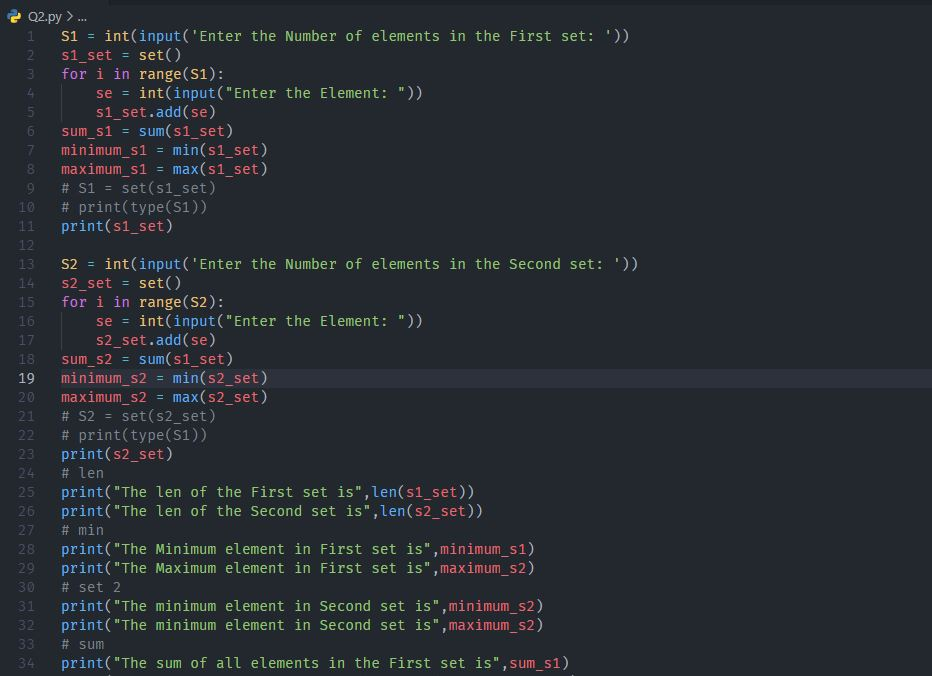 Q2.py > ...
1 S1 = int(input('Enter the Number of elements in the First set: '))
2 s1_set = set()
3 for i in range(S1):
4     se = int(input("Enter the Element: "))
5     s1_set.add(se)
6 sum_s1 = sum(s1_set)
7 minimum_s1 = min(s1_set)
8 maximum_s1 = max(s1_set)
9 # S1 = set(s1_set)
10 # print(type(S1))
11 print(s1_set)
12
13 S2 = int(input('Enter the Number of elements in the Second set: '))
14 s2_set = set()
15 for i in range(S2):
16     se = int(input("Enter the Element: "))
17     s2_set.add(se)
18 sum_s2 = sum(s1_set)
19 minimum_s2 = min(s2_set)
20 maximum_s2 = max(s2_set)
21 # S2 = set(s2_set)
22 # print(type(S1))
23 print(s2_set)
24 # len
25 print("The len of the First set is",len(s1_set))
26 print("The len of the Second set is",len(s2_set))
27 # min
28 print("The Minimum element in First set is",minimum_s1)
29 print("The Maximum element in First set is",maximum_s2)
30 # set 2
31 print("The minimum element in Second set is",minimum_s2)
32 print("The minimum element in Second set is",maximum_s2)
33 # sum
34 print("The sum of all elements in the First set is",sum_s1)